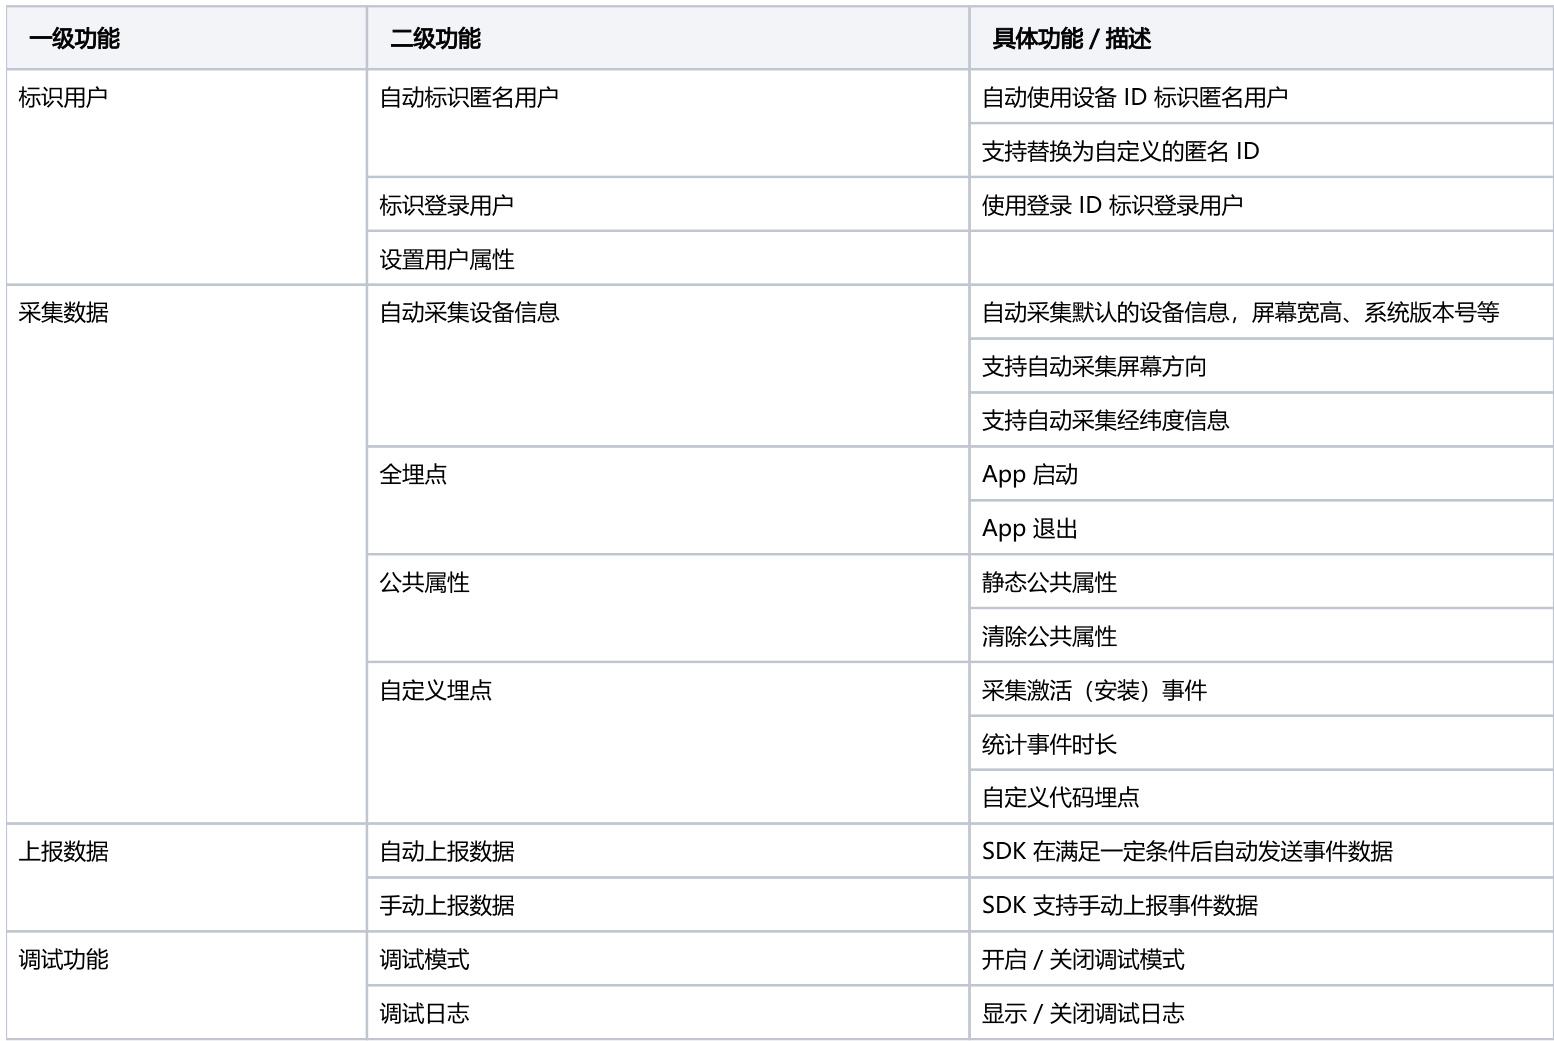 一级功能 二级功能 具体功能 / 描述
标识用户 自动标识匿名用户 自动使用设备 ID 标识匿名用户
支持替换为自定义的匿名 ID
标识登录用户 使用登录 ID 标识登录用户
设置用户属性
采集数据 自动采集设备信息 自动采集默认的设备信息，屏幕宽高、系统版本号等
支持自动采集屏幕方向
支持自动采集经纬度信息
全埋点 App 启动
App 退出
公共属性 静态公共属性
清除公共属性
自定义埋点 采集激活（安装）事件
统计事件时长
自定义代码埋点
上报数据 自动上报数据 SDK 在满足一定条件后自动发送事件数据
手动上报数据 SDK 支持手动上报事件数据
调试功能 调试模式 开启 / 关闭调试模式
调试日志 显示 / 关闭调试日志